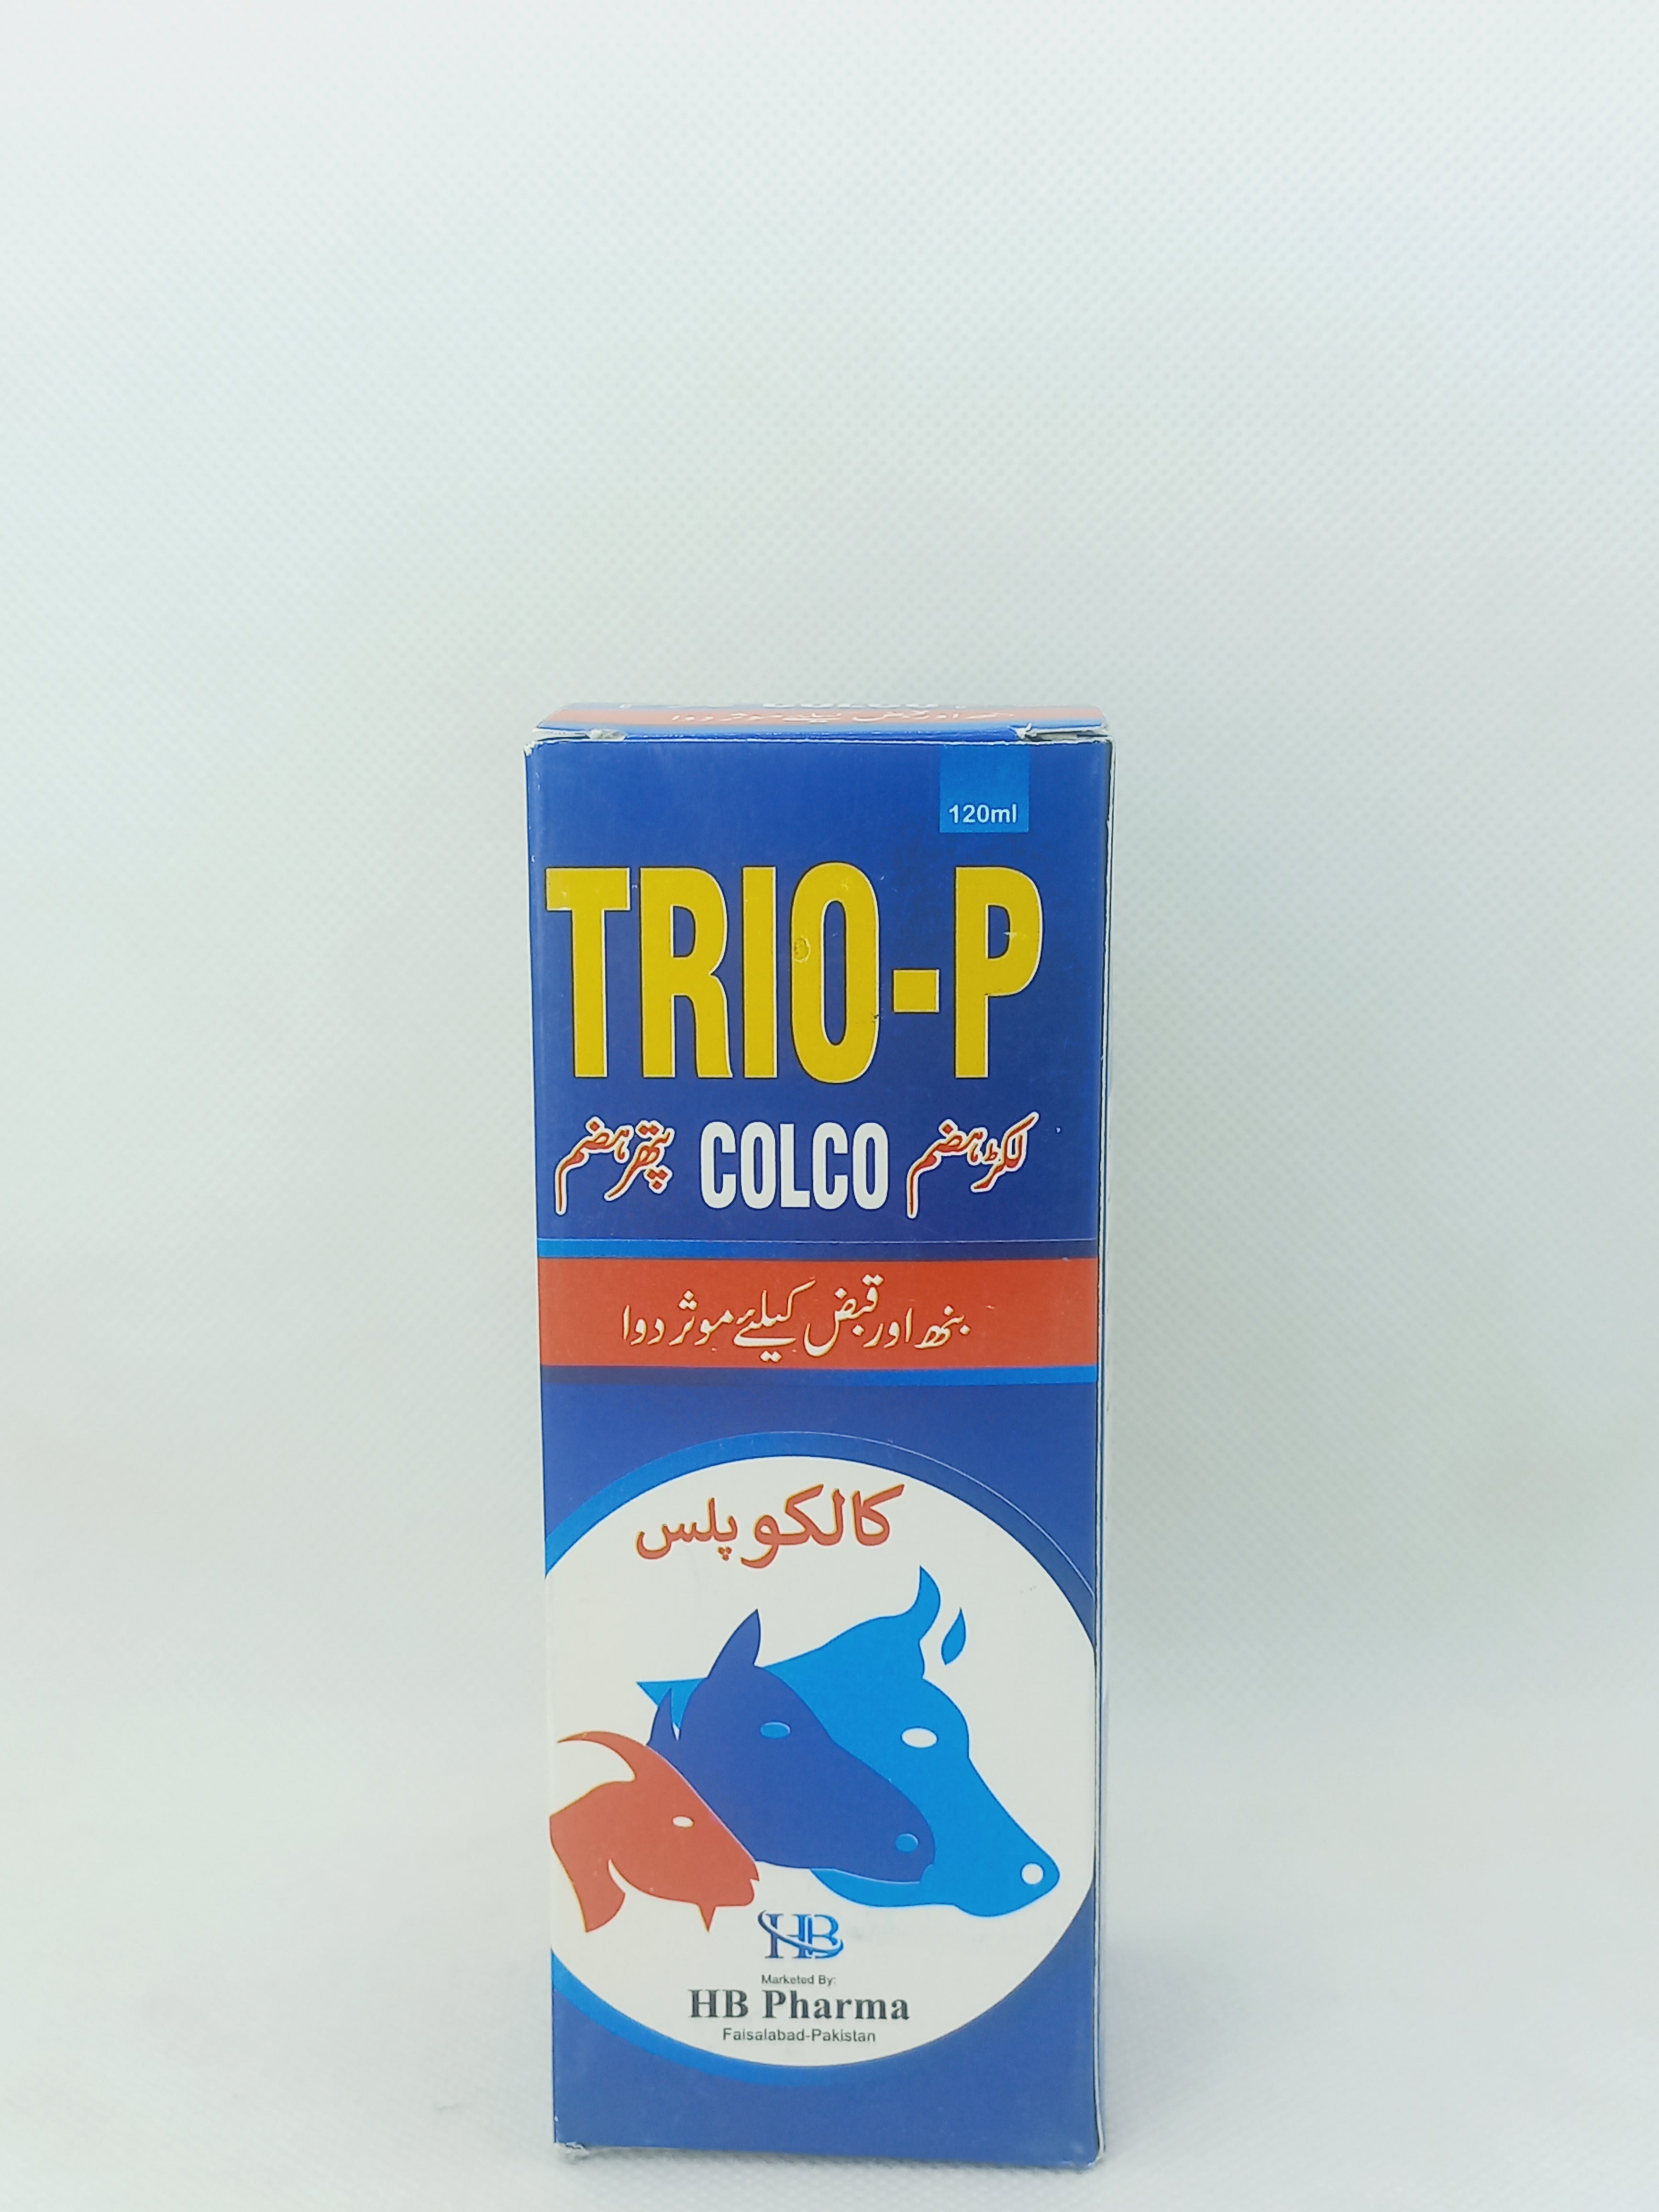 120ml
TRIO-P
لکڑ ہضم COLCO پتھر ہضم
بندھ اور قبض کیلئے موثر دوا
کالکو پلس
HB
Marketed By:
HB Pharma
Faisalabad-Pakistan